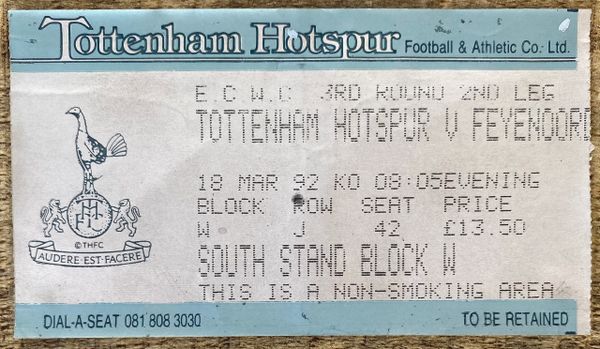 Tottenham Hotspur Football & Athletic Co. Ltd.
E.C.W.C. 3RD ROUND 2ND LEG
TOTTENHAM HOTSPUR V FEYENOORD
18 MAR 92 KO 08:05EVENING
BLOCK ROW SEAT PRICE
W J 42 £13.50
SOUTH STAND BLOCK W
THIS IS A NON-SMOKING AREA
THFC
©THFC
AUDERE·EST·FACERE
DIAL-A-SEAT 081 808 3030
TO BE RETAINED